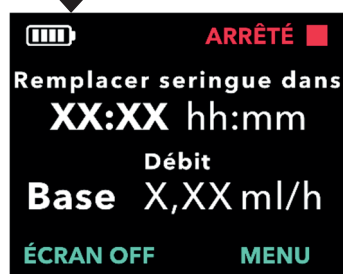 ARRÊTÉ
Remplacer seringue dans
XX:XX hh:mm
Débit
Base X,XX ml/h
ÉCRAN OFF MENU